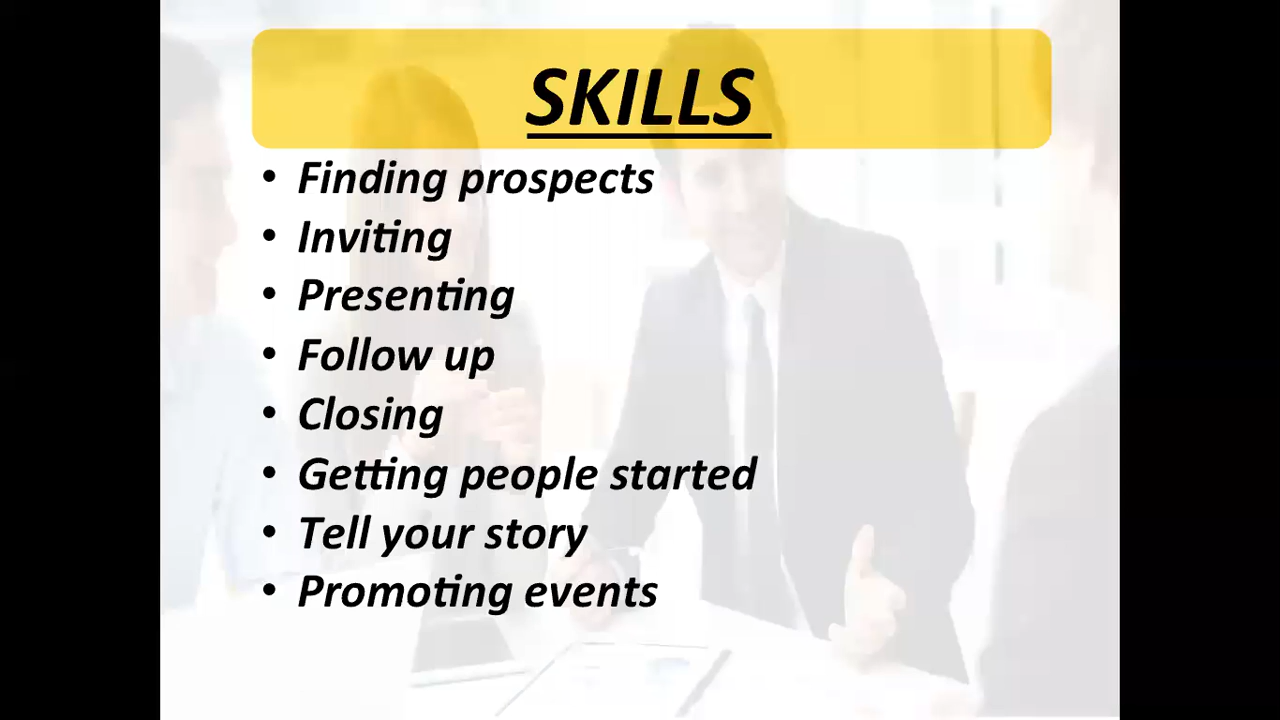 SKILLS
• Finding prospects
• Inviting
• Presenting
• Follow up
• Closing
• Getting people started
• Tell your story
• Promoting events